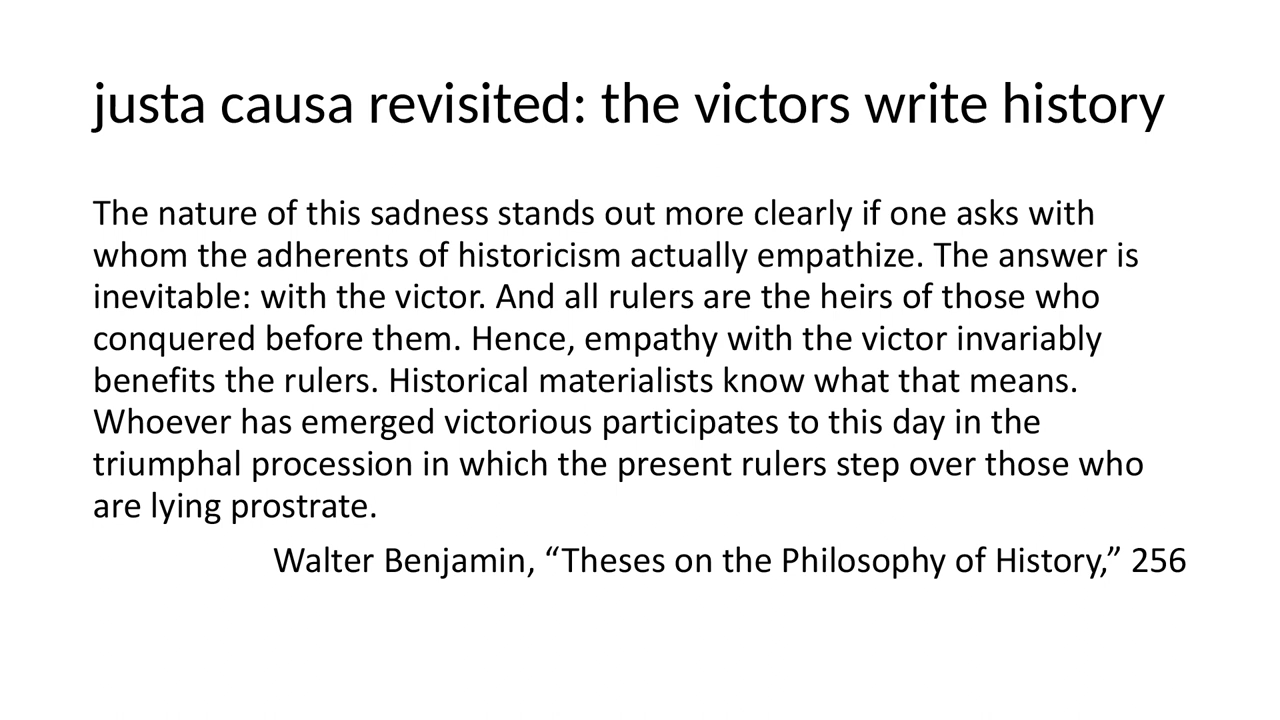 justa causa revisited: the victors write history
The nature of this sadness stands out more clearly if one asks with
whom the adherents of historicism actually empathize. The answer is
inevitable: with the victor. And all rulers are the heirs of those who
conquered before them. Hence, empathy with the victor invariably
benefits the rulers. Historical materialists know what that means.
Whoever has emerged victorious participates to this day in the
triumphal procession in which the present rulers step over those who
are lying prostrate.
Walter Benjamin, “Theses on the Philosophy of History,” 256